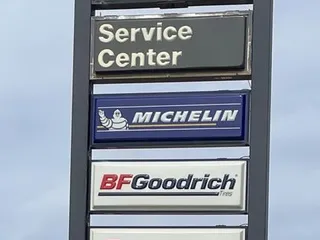 Service
Center
MICHELIN
BFGoodrich
Tires